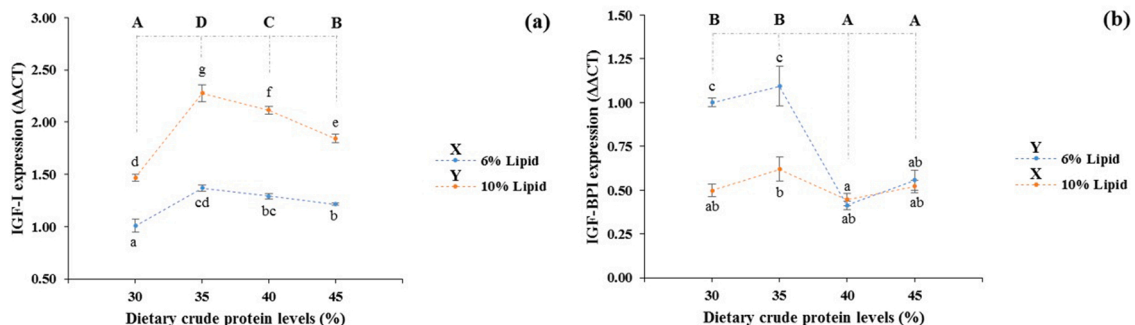 A D C B (a)
3.00
2.50
2.00
1.50
1.00
0.50
IGF-I expression (ΔΔCT)
g
f
e
d
cd
bc
b
a
30 35 40 45
Dietary crude protein levels (%)
X
6% Lipid
Y
10% Lipid
B B A A (b)
1.50
1.25
1.00
0.75
0.50
0.25
0.00
IGF-BPI expression (ΔΔCT)
c
c
a
ab
ab
b
ab
ab
30 35 40 45
Dietary crude protein levels (%)
Y
6% Lipid
X
10% Lipid